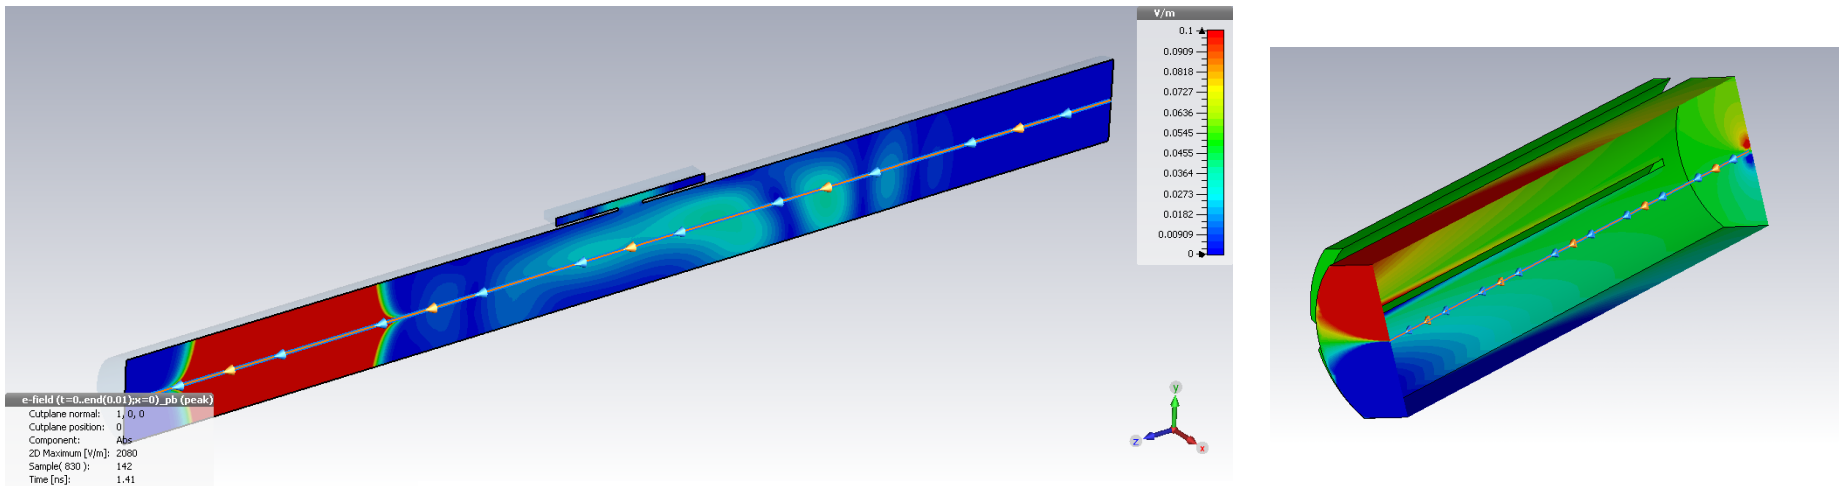 V/m
0.1
0.0909
0.0818
0.0727
0.0636
0.0545
0.0455
0.0364
0.0273
0.0182
0.00909
0
e-field (t=0..end(0.01);x=0)_pb (peak)
Cutplane normal: 1, 0, 0
Cutplane position: 0
Component: Abs
2D Maximum [V/m]: 2080
Sample( 830 ): 142
Time [ns]: 1.41
y
z
x